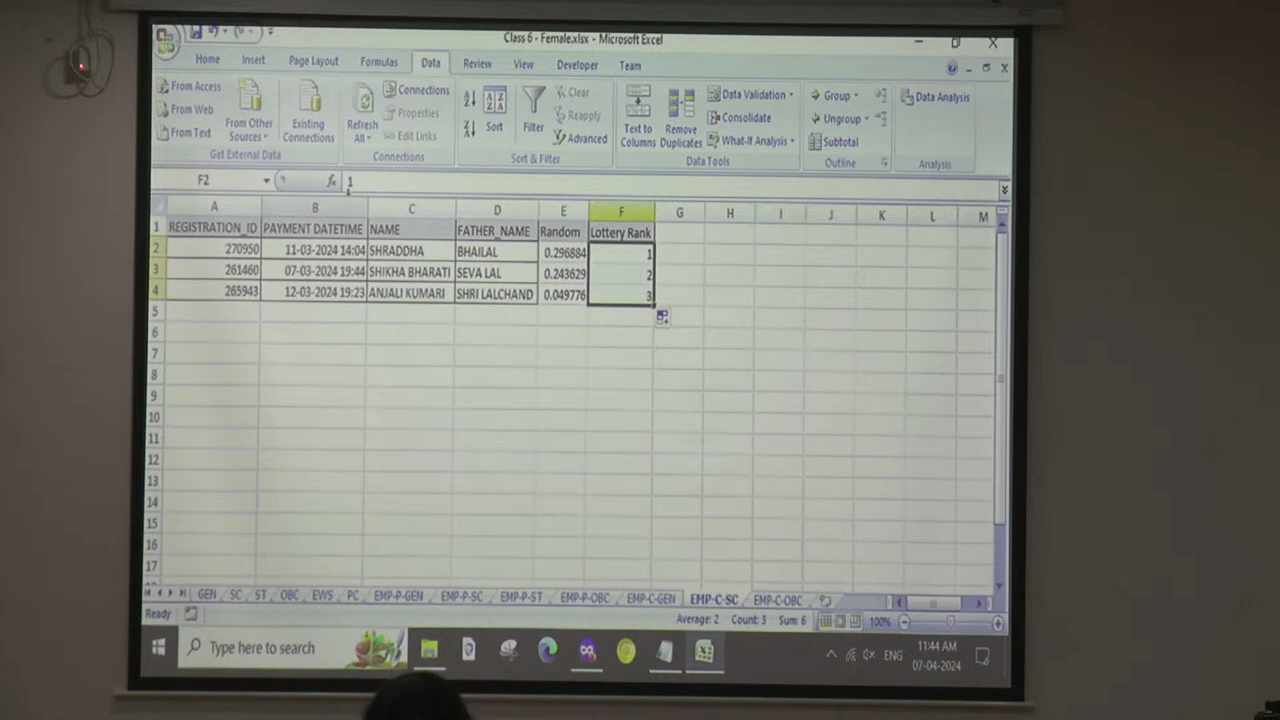 Class 6 - Female.xlsx - Microsoft Excel
Home Insert Page Layout Formulas Data Review View Developer Team
From Access
From Web
From Text
From Other Sources
Existing Connections
Get External Data
Refresh All
Connections
Properties
Edit Links
Connections
Sort
Filter
Clear
Reapply
Advanced
Sort & Filter
Text to Columns
Remove Duplicates
Data Validation
Consolidate
What-If Analysis
Data Tools
Group
Ungroup
Subtotal
Outline
Data Analysis
Analysis
F2 fx 1
A B C D E F G H I J K L M
1 REGISTRATION_ID PAYMENT DATETIME NAME FATHER_NAME Random Lottery Rank
2 270950 11-03-2024 14:04 SHRADDHA BHAILAL 0.296884 1
3 261460 07-03-2024 19:44 SHIKHA BHARATI SEVA LAL 0.243629 2
4 265943 12-03-2024 19:23 ANJALI KUMARI SHRI LALCHAND 0.049776 3
5
6
7
8
9
10
11
12
13
14
15
16
17
GEN SC ST OBC EWS PC EMP-P-GEN EMP-P-SC EMP-P-ST EMP-P-OBC EMP-C-GEN EMP-C-SC EMP-C-OBC
Ready Average: 2 Count: 3 Sum: 6 100%
Type here to search ENG 11:44 AM
07-04-2024